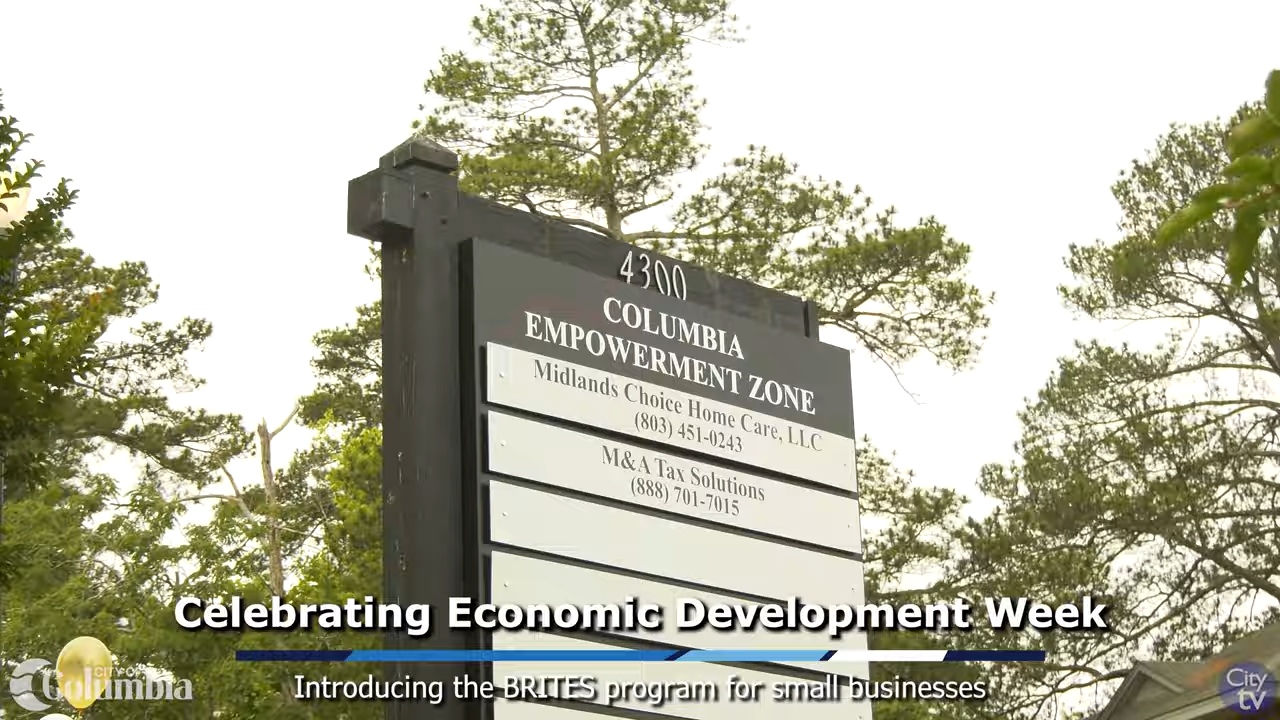 4300
COLUMBIA
EMPOWERMENT ZONE
Midlands Choice Home Care, LLC
(803) 451-0243
M&A Tax Solutions
(888) 701-7015
Celebrating Economic Development Week
Introducing the BRITES program for small businesses
CITY OF
Columbia
City
tv